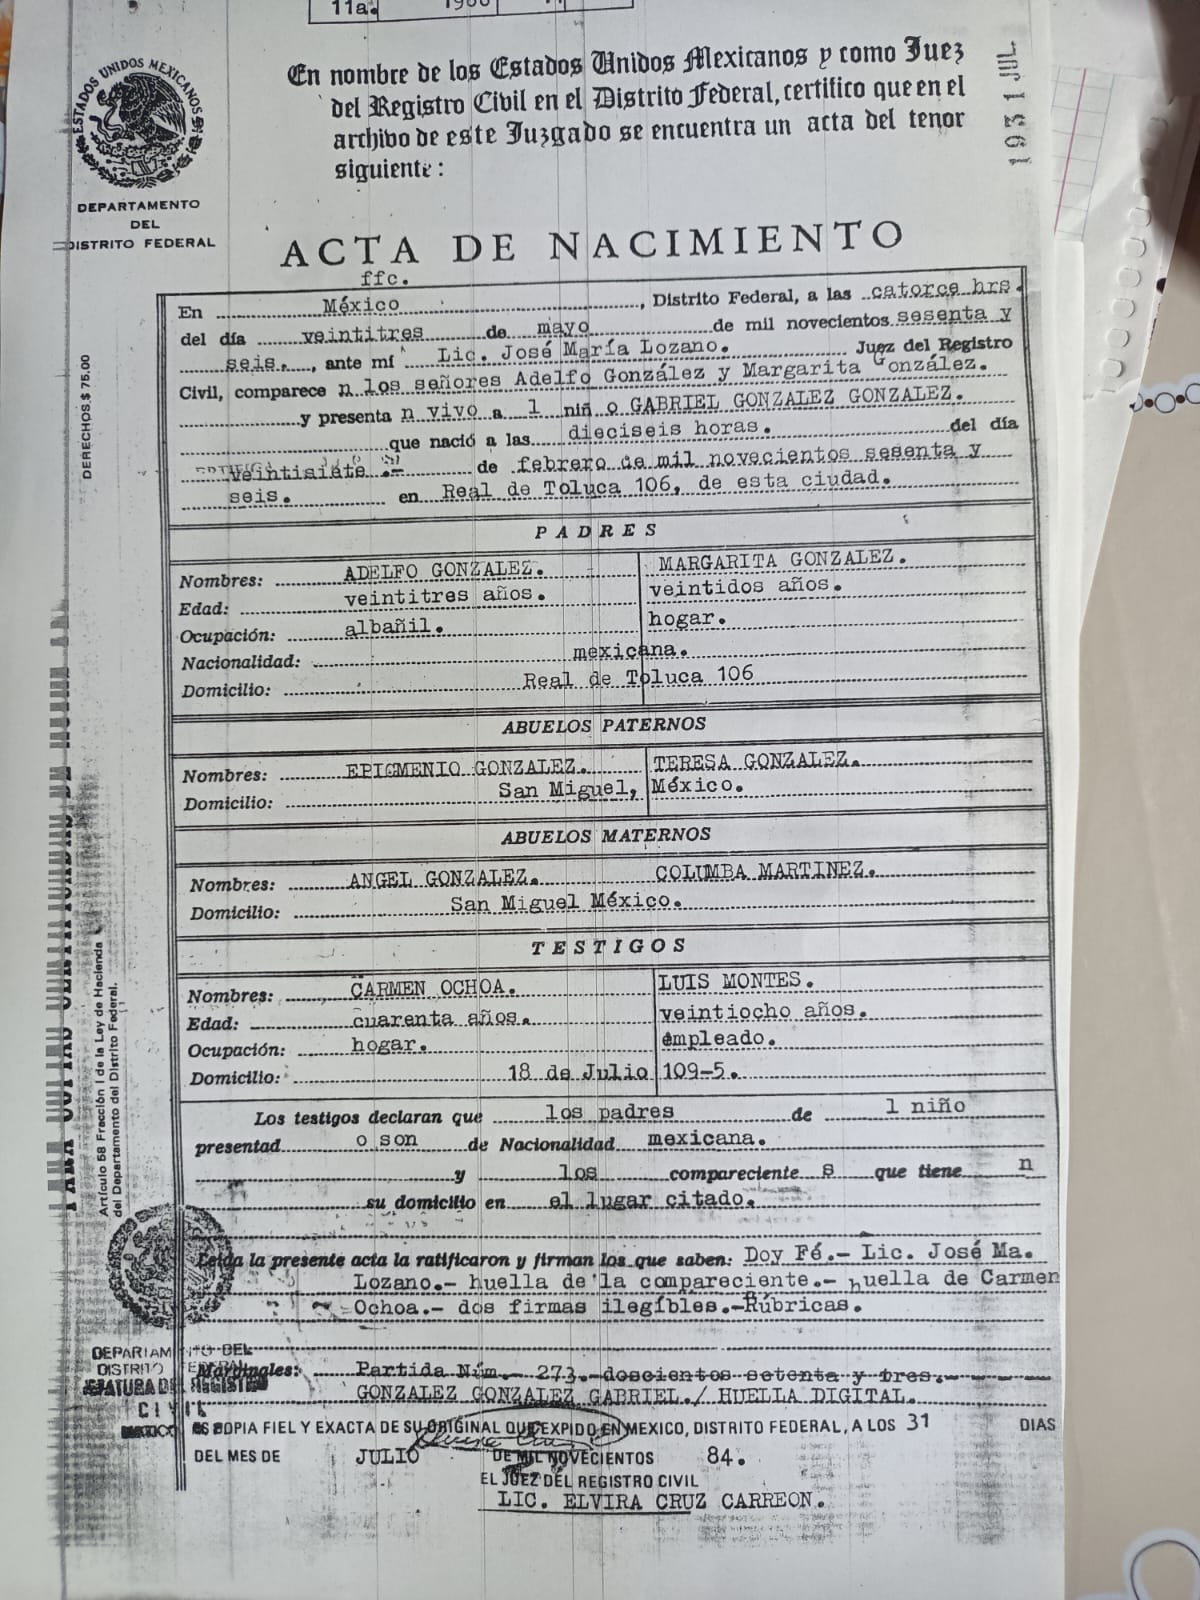 11a.
ESTADOS UNIDOS MEXICANOS
DEPARTAMENTO
DEL
DISTRITO FEDERAL
En nombre de los Estados Unidos Mexicanos y como Juez
del Registro Civil en el Distrito Federal, certifico que en el
archivo de este Juzgado se encuentra un acta del tenor
siguiente:
1931 JUL
ACTA DE NACIMIENTO
ffc.
En México, Distrito Federal, a las catorce hrs.
del día veintitres de mayo de mil novecientos sesenta y
seis., ante mí Lic. José María Lozano. Juez del Registro
Civil, comparece n los señores Adelfo González y Margarita González.
y presenta n vivo a 1 niñ o GABRIEL GONZALEZ GONZALEZ.
que nació a las dieciseis horas. del día
veintisiete .- de febrero de mil novecientos sesenta y
seis. en Real de Toluca 106, de esta ciudad.
PADRES
Nombres: ADELFO GONZALEZ. MARGARITA GONZALEZ.
Edad: veintitres años. veintidos años.
Ocupación: albañil. hogar.
Nacionalidad: mexicana.
Domicilio: Real de Toluca 106
ABUELOS PATERNOS
Nombres: EPIGMENIO GONZALEZ. TERESA GONZALEZ.
Domicilio: San Miguel, México.
ABUELOS MATERNOS
Nombres: ANGEL GONZALEZ. COLUMBA MARTINEZ.
Domicilio: San Miguel México.
TESTIGOS
Nombres: CARMEN OCHOA. LUIS MONTES.
Edad: cuarenta años. veintiocho años.
Ocupación: hogar. empleado.
Domicilio: 18 de Julio 109-5.
Los testigos declaran que los padres de 1 niño
presentad o son de Nacionalidad mexicana.
y los compareciente s que tiene n
su domicilio en el lugar citado.
Leída la presente acta la ratificaron y firman los que saben: Doy Fé.- Lic. José Ma.
Lozano.- huella de la compareciente.- huella de Carmen
Ochoa.- dos firmas ilegíbles.-Rúbricas.
Marginales: Partida Núm. 273.-doscientos setenta y tres.-
GONZALEZ GONZALEZ GABRIEL./ HUELLA DIGITAL.
ES COPIA FIEL Y EXACTA DE SU ORIGINAL QUE EXPIDO EN MEXICO, DISTRITO FEDERAL, A LOS 31 DIAS
DEL MES DE JULIO DE MIL NOVECIENTOS 84.
EL JUEZ DEL REGISTRO CIVIL
LIC. ELVIRA CRUZ CARREON.
DERECHOS $ 75.00
Artículo 58 Fracción I de la Ley de Hacienda
del Departamento del Distrito Federal.
DEPARTAMENTO DEL
DISTRITO FEDERAL
REGISTRO
CIVIL